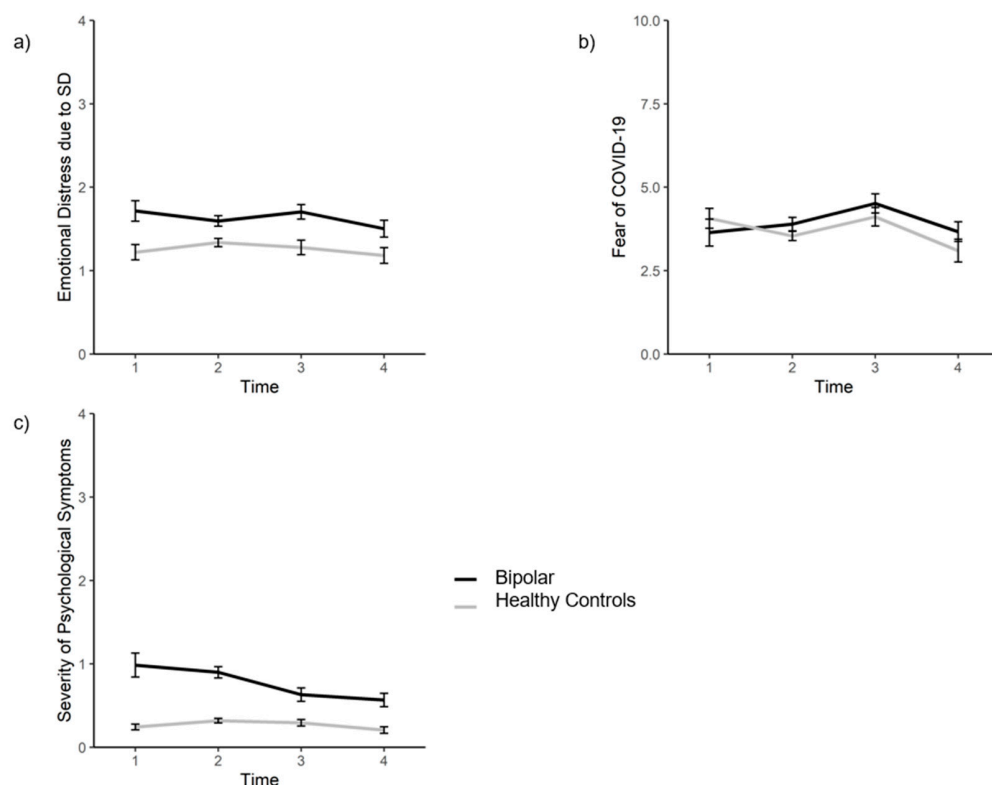 a)
Emotional Distress due to SD
4
3
2
1
0
1 2 3 4
Time
b)
Fear of COVID-19
10.0
7.5
5.0
2.5
0.0
1 2 3 4
Time
c)
Severity of Psychological Symptoms
4
3
2
1
0
1 2 3 4
Time
Bipolar
Healthy Controls